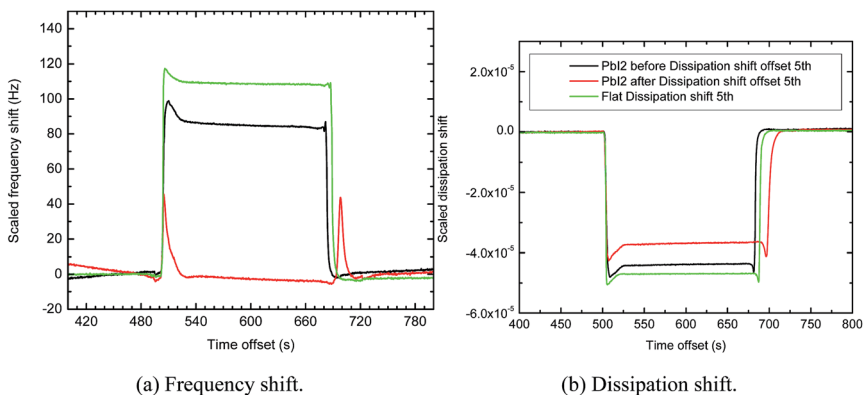 140
120
100
80
60
40
20
0
-20
420 480 540 600 660 720 780
Scaled frequency shift (Hz)
Time offset (s)
(a) Frequency shift.
2.0x10-5
0.0
-2.0x10-5
-4.0x10-5
-6.0x10-5
400 450 500 550 600 650 700 750 800
Scaled dissipation shift
Time offset (s)
PbI2 before Dissipation shift offset 5th
PbI2 after Dissipation shift offset 5th
Flat Dissipation shift 5th
(b) Dissipation shift.